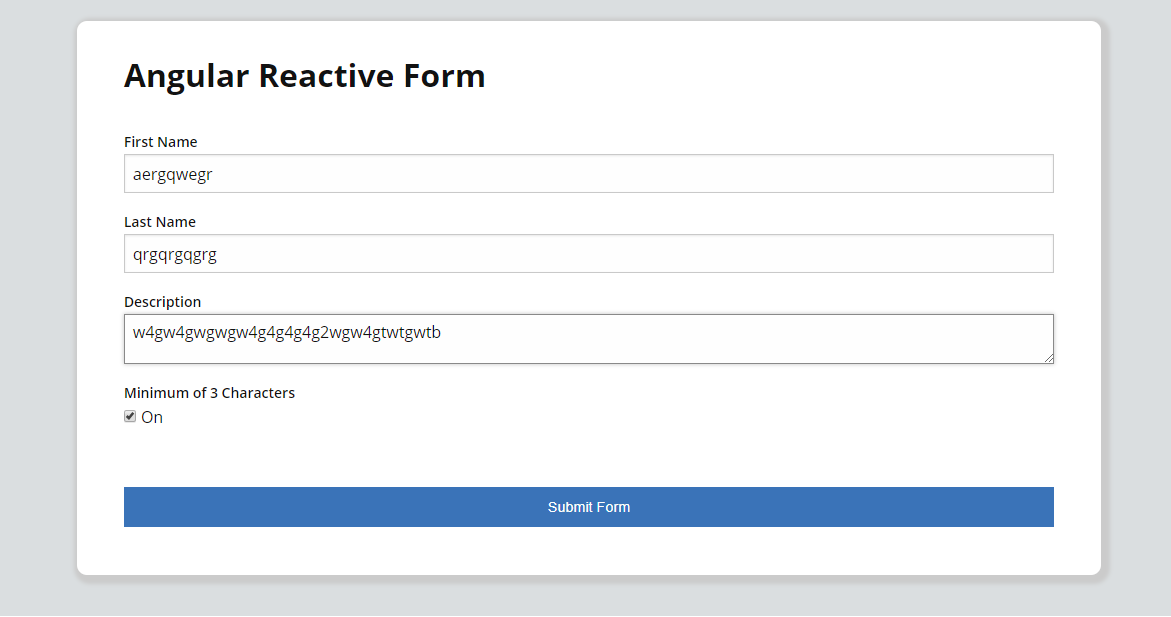 Angular Reactive Form
First Name
aergqwegr
Last Name
qrgqrgqgrg
Description
w4gw4gwgwgw4g4g4g4g2wgw4gtwtgwtb
Minimum of 3 Characters
On
Submit Form